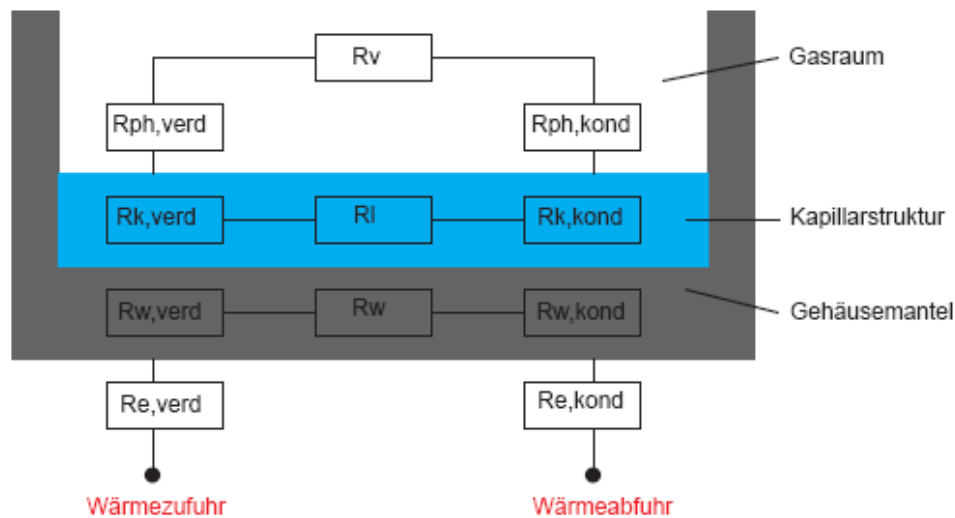 Rv
Gasraum
Rph,verd
Rph,kond
Rk,verd
Rl
Rk,kond
Kapillarstruktur
Rw,verd
Rw
Rw,kond
Gehäusemantel
Re,verd
Re,kond
Wärmezufuhr
Wärmeabfuhr